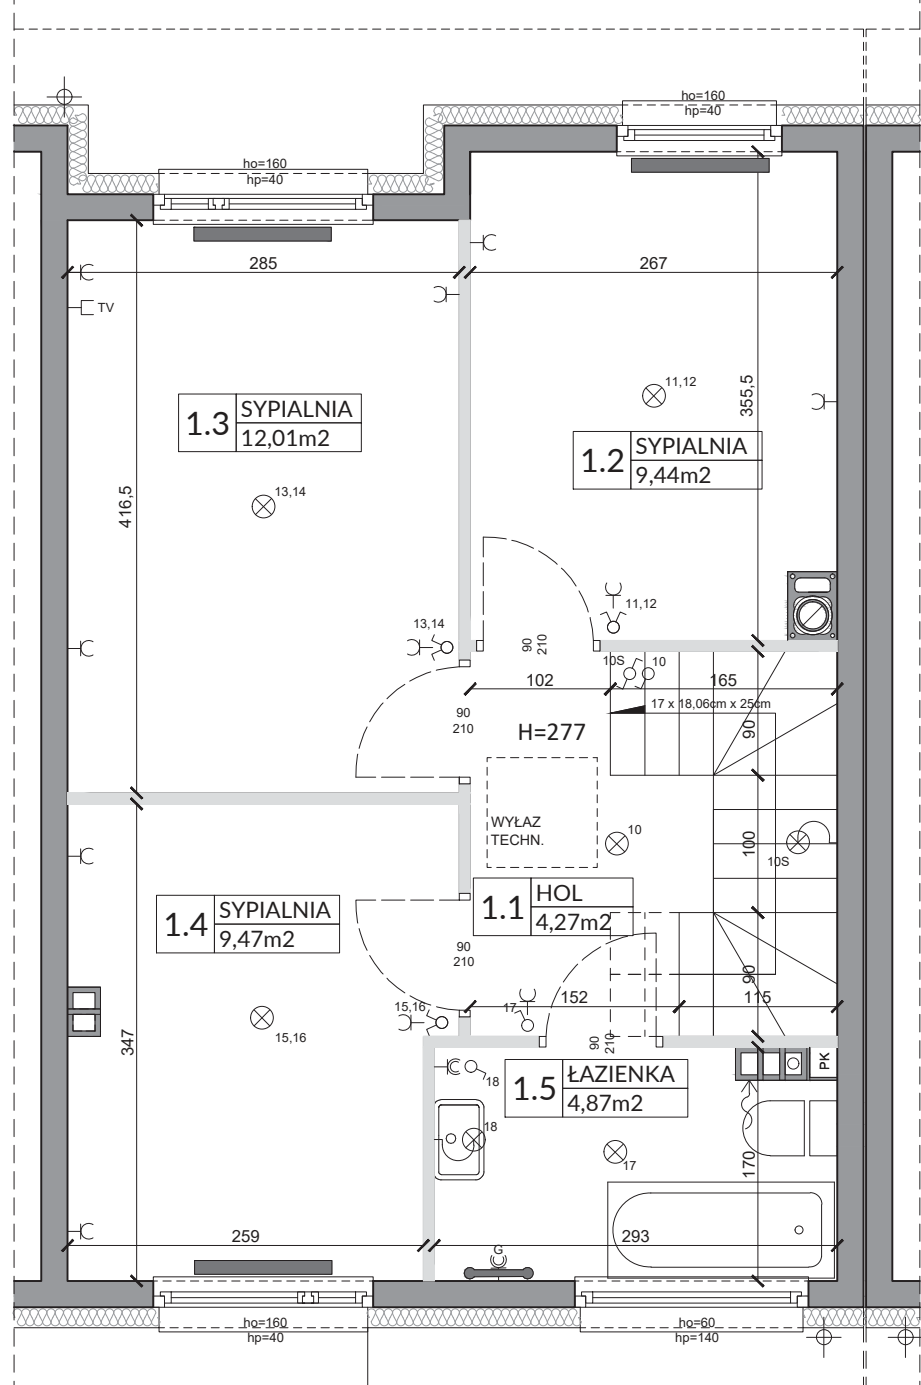 ho=160
hp=40
ho=160
hp=40
285
267
TV
11,12
355,5
1.3
SYPIALNIA
12,01m2
1.2
SYPIALNIA
9,44m2
13,14
416,5
11,12
13,14
90
210
10S
10
102
165
17 x 18,06cm x 25cm
90
210
H=277
90
WYŁAZ
TECHN.
10
100
10S
1.1
HOL
4,27m2
1.4
SYPIALNIA
9,47m2
90
210
90
152
115
15,16
17
15,16
347
90
210
PK
18
1.5
ŁAZIENKA
4,87m2
18
17
170
259
293
G
ho=160
hp=40
ho=60
hp=140